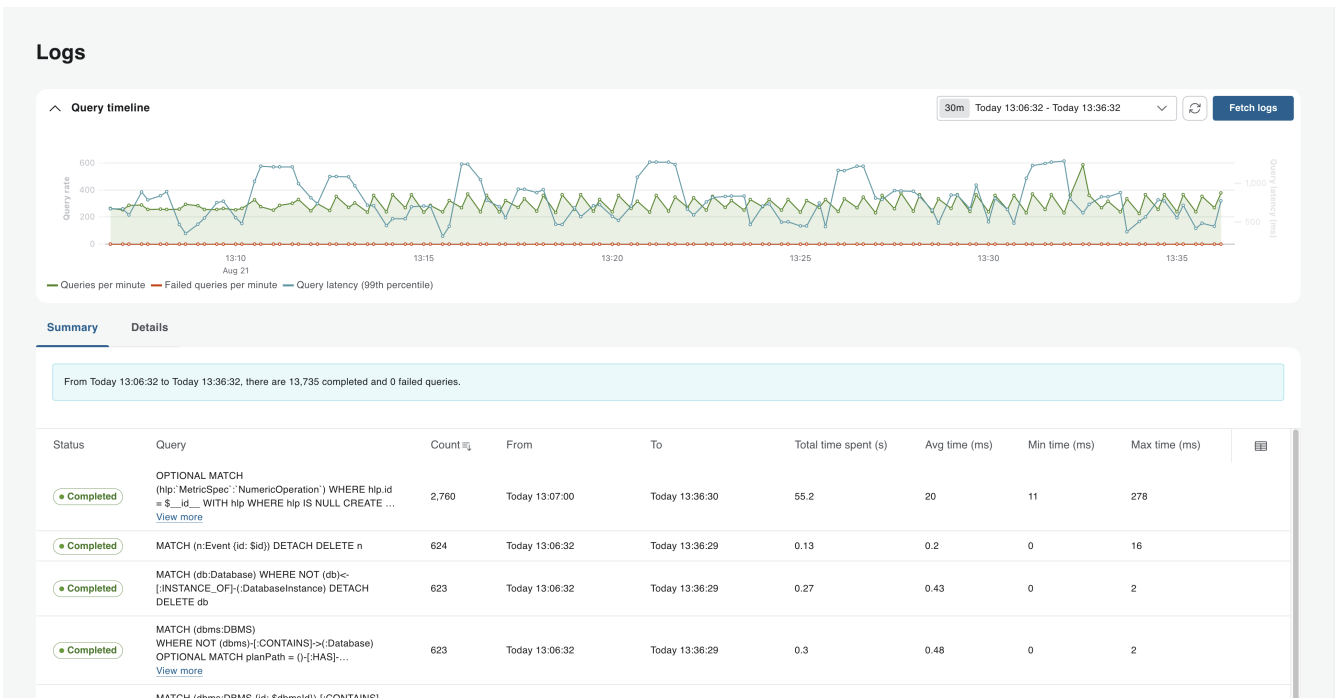 Logs
Query timeline
30m Today 13:06:32 - Today 13:36:32
Fetch logs
600
400
200
0
Query rate
1,000
500
Query latency (ms)
13:10
Aug 21
13:15
13:20
13:25
13:30
13:35
Queries per minute
Failed queries per minute
Query latency (99th percentile)
Summary
Details
From Today 13:06:32 to Today 13:36:32, there are 13,735 completed and 0 failed queries.
Status Query Count From To Total time spent (s) Avg time (ms) Min time (ms) Max time (ms)
OPTIONAL MATCH
(hlp:`MetricSpec`:`NumericOperation`) WHERE hlp.id
= $__id__ WITH hlp WHERE hlp IS NULL CREATE ...
View more
Completed 2,760 Today 13:07:00 Today 13:36:30 55.2 20 11 278
Completed MATCH (n:Event {id: $id}) DETACH DELETE n 624 Today 13:06:32 Today 13:36:29 0.13 0.2 0 16
MATCH (db:Database) WHERE NOT (db)<-
[:INSTANCE_OF]-(:DatabaseInstance) DETACH
DELETE db
Completed 623 Today 13:06:32 Today 13:36:29 0.27 0.43 0 2
MATCH (dbms:DBMS)
WHERE NOT (dbms)-[:CONTAINS]->(:Database)
OPTIONAL MATCH planPath = ()-[:HAS]-...
View more
Completed 623 Today 13:06:32 Today 13:36:29 0.3 0.48 0 2
MATCH (dbms:DBMS {id: $dbmsId})-[:CONTAINS]